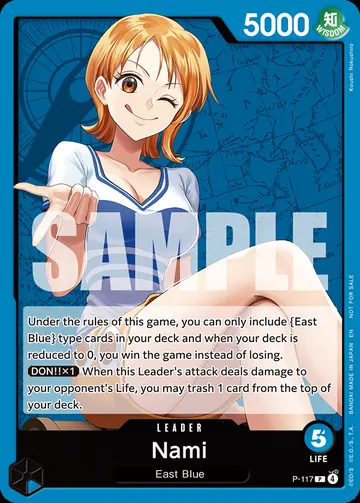 5000
知
WISDOM
Kouchi Rokushoo
SAMPLE
Under the rules of this game, you can only include {East
Blue} type cards in your deck and when your deck is
reduced to 0, you win the game instead of losing.
DON!!×1 When this Leader's attack deals damage to
your opponent's Life, you may trash 1 card from the top of
your deck.
BANDAI MADE IN JAPAN EN NOT FOR SALE
LEADER
Nami
East Blue
5
LIFE
P-117 P 4